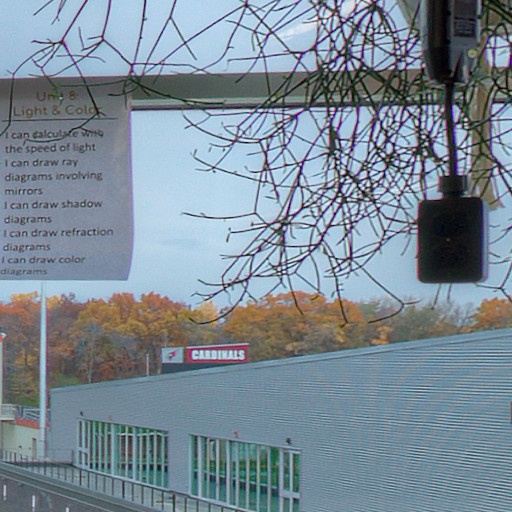 Unit 8
Light & Color
I can calculate with
the speed of light
I can draw ray
diagrams involving
mirrors
I can draw shadow
diagrams
I can draw refraction
diagrams
I can draw color
diagrams
CARDINALS